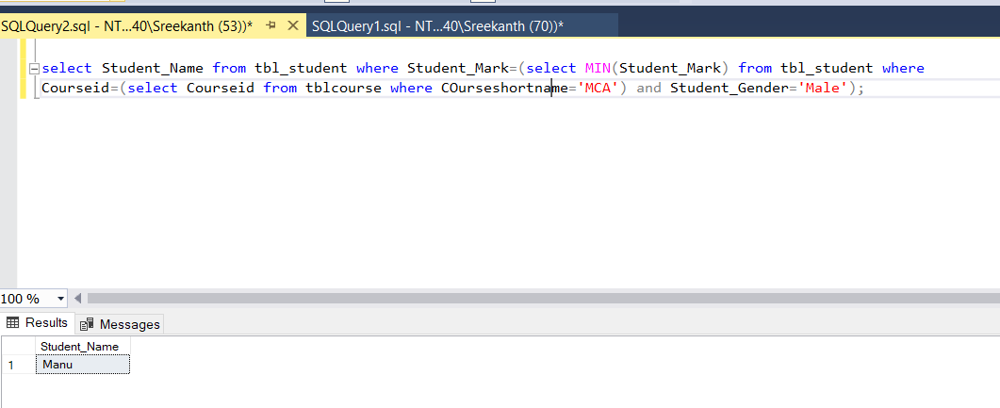 SQLQuery2.sql - NT...40\Sreekanth (53))* SQLQuery1.sql - NT...40\Sreekanth (70))*
select Student_Name from tbl_student where Student_Mark=(select MIN(Student_Mark) from tbl_student where
Courseid=(select Courseid from tblcourse where COurseshortname='MCA') and Student_Gender='Male');
100 %
Results Messages
Student_Name
1 Manu